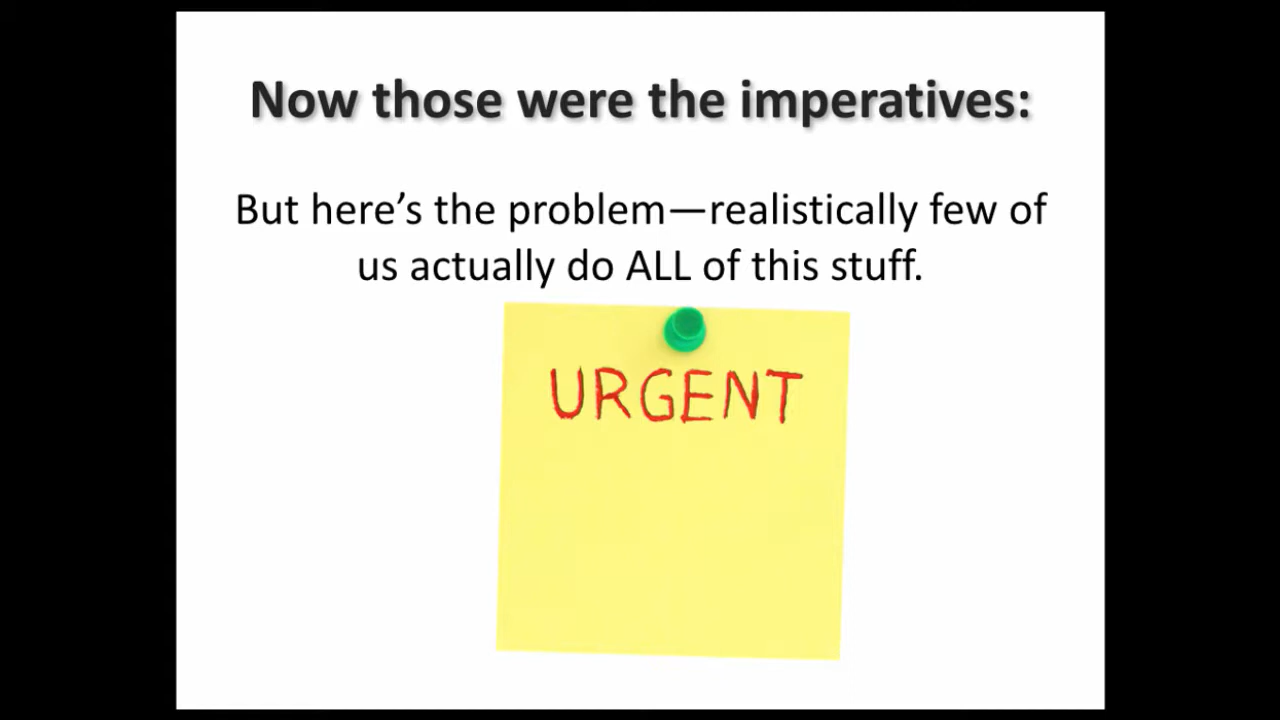 Now those were the imperatives:
But here’s the problem—realistically few of
us actually do ALL of this stuff.
URGENT